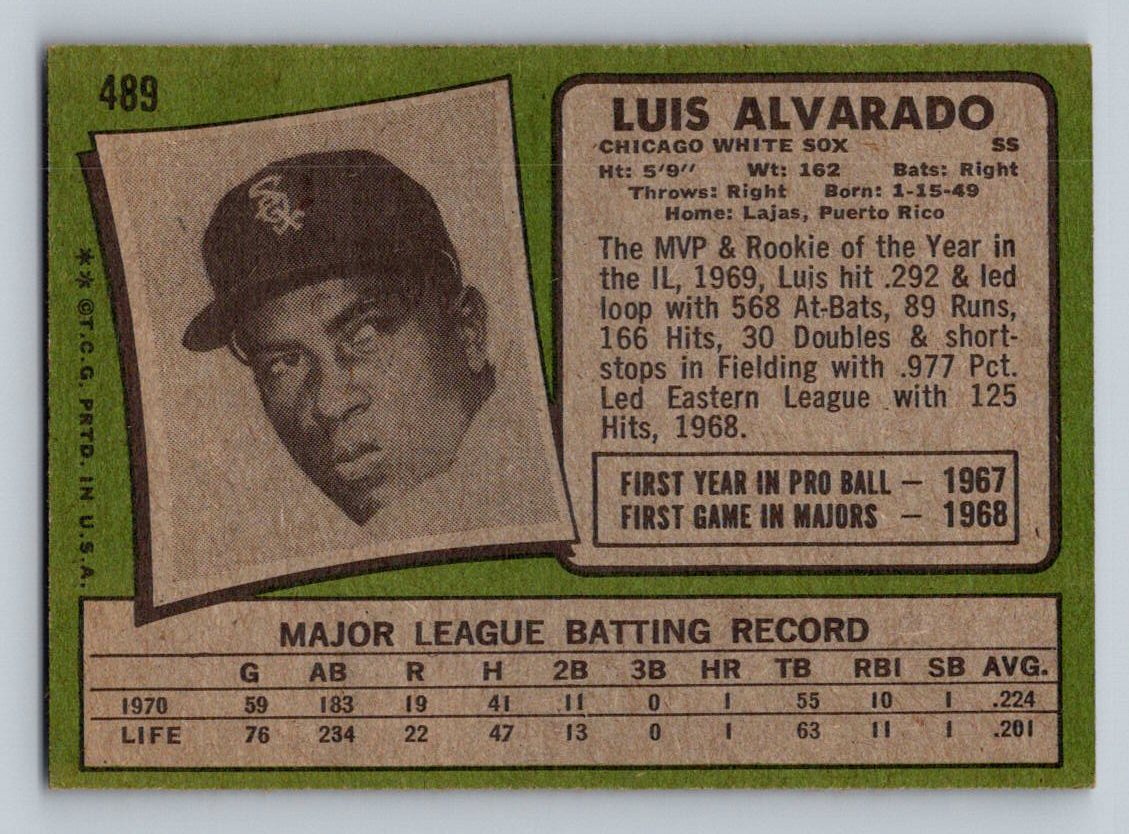 489
LUIS ALVARADO
CHICAGO WHITE SOX SS
Ht: 5'9" Wt: 162 Bats: Right
Throws: Right Born: 1-15-49
Home: Lajas, Puerto Rico
The MVP & Rookie of the Year in
the IL, 1969, Luis hit .292 & led
loop with 568 At-Bats, 89 Runs,
166 Hits, 30 Doubles & short-
stops in Fielding with .977 Pct.
Led Eastern League with 125
Hits, 1968.
FIRST YEAR IN PRO BALL — 1967
FIRST GAME IN MAJORS — 1968
SOX
**©T.C.G. PRTD. IN U.S.A.
MAJOR LEAGUE BATTING RECORD
G AB R H 2B 3B HR TB RBI SB AVG.
1970 59 183 19 41 11 0 1 55 10 1 .224
LIFE 76 234 22 47 13 0 1 63 11 1 .201